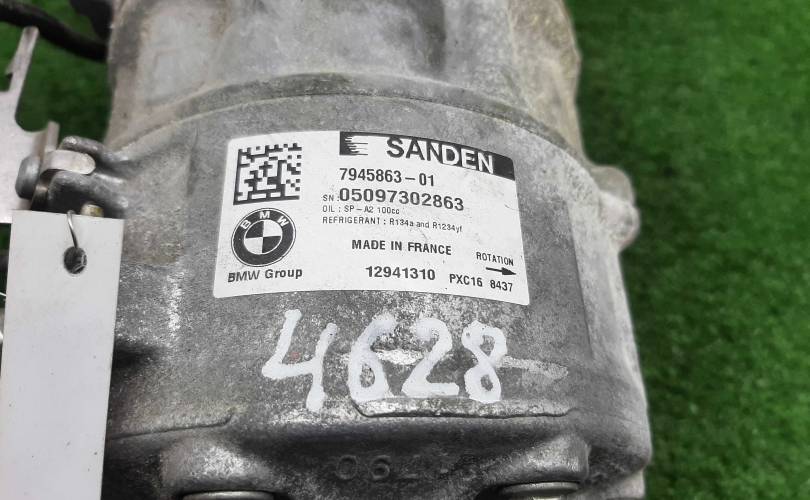 SANDEN
7945863-01
SN: 05097302863
OIL : SP-A2 100cc
REFRIGERANT : R134a and R1234yf
MADE IN FRANCE
ROTATION
BMW
BMW Group
12941310 PXC16 8437
4628